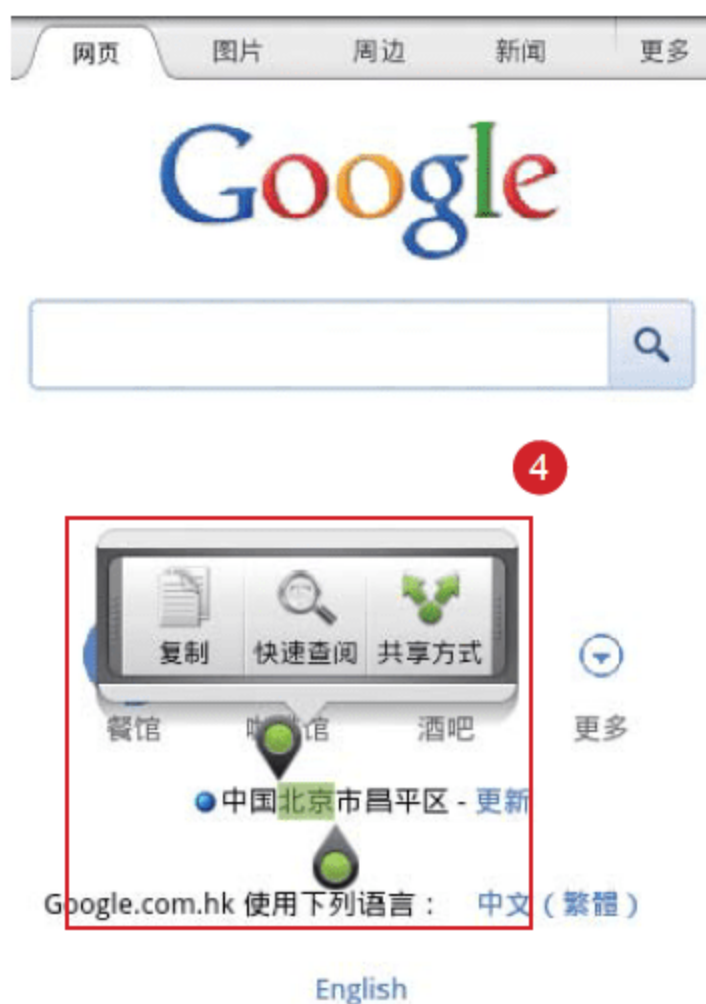 网页 图片 周边 新闻 更多
Google
4
复制 快速查阅 共享方式
餐馆 馆 酒吧 更多
中国北京市昌平区 - 更新
Google.com.hk 使用下列语言： 中文（繁體）
English